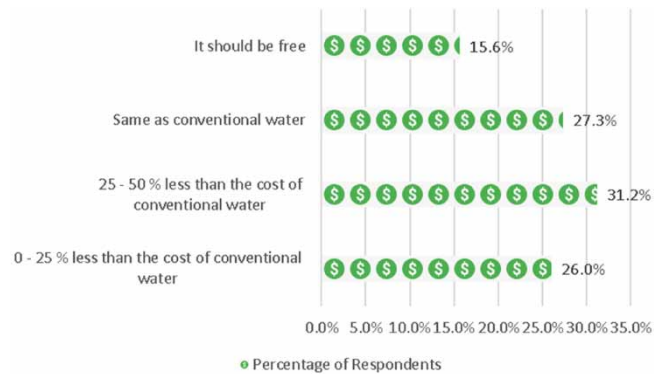 It should be free
15.6%
Same as conventional water
27.3%
25 - 50 % less than the cost of
conventional water
31.2%
0 - 25 % less than the cost of conventional
water
26.0%
0.0% 5.0% 10.0% 15.0% 20.0% 25.0% 30.0% 35.0%
$ Percentage of Respondents